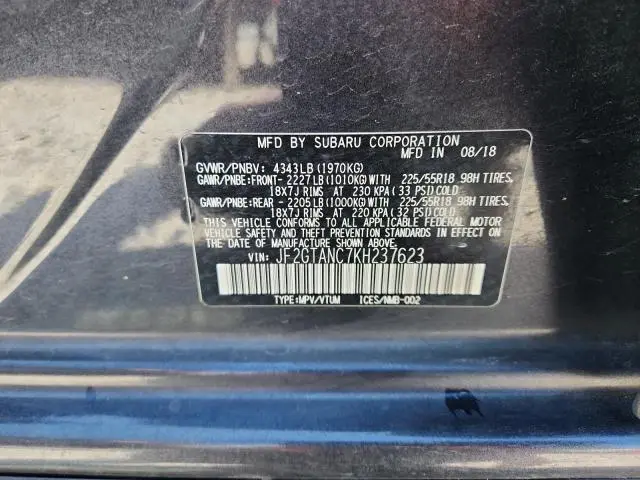 MFD BY SUBARU CORPORATION
MFD IN 08/18
GVWR/PNBV: 4343LB (1970KG)
GAWR/PNBE:FRONT-2227LB(1010KG)WITH 225/55R18 98H TIRES.
18X7J RIMS AT 230 KPA (33 PSI)COLD
GAWR/PNBE:REAR -2205LB(1000KG)WITH 225/55R18 98H TIRES.
18X7J RIMS AT 220 KPA (32 PSI)COLD
THIS VEHICLE CONFORMS TO ALL APPLICABLE FEDERAL MOTOR
VEHICLE SAFETY AND THEFT PREVENTION STANDARDS IN EFFECT ON
THE DATE OF MANUFACTURE SHOWN ABOVE.
VIN: JF2GTANC7KH237623
TYPE:MPV/VTUM ICES/NMB-002